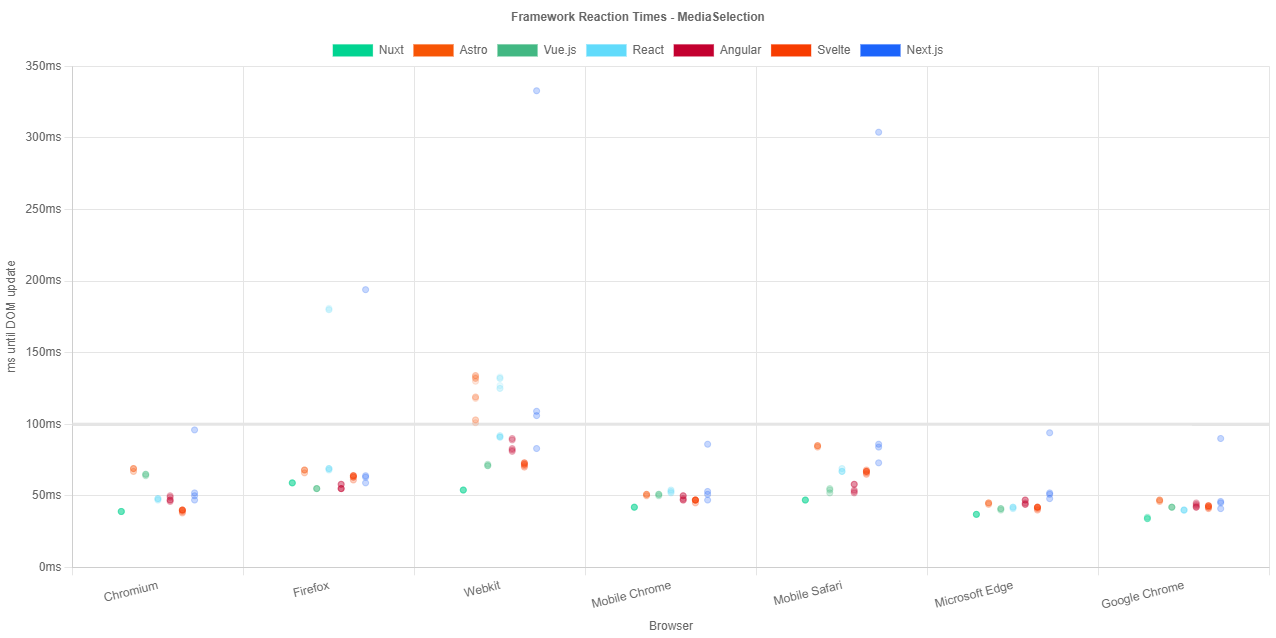 Framework Reaction Times - MediaSelection
Nuxt Astro Vue.js React Angular Svelte Next.js
350ms
300ms
250ms
200ms
150ms
100ms
50ms
0ms
ms until DOM update
Chromium Firefox Webkit Mobile Chrome Mobile Safari Microsoft Edge Google Chrome
Browser